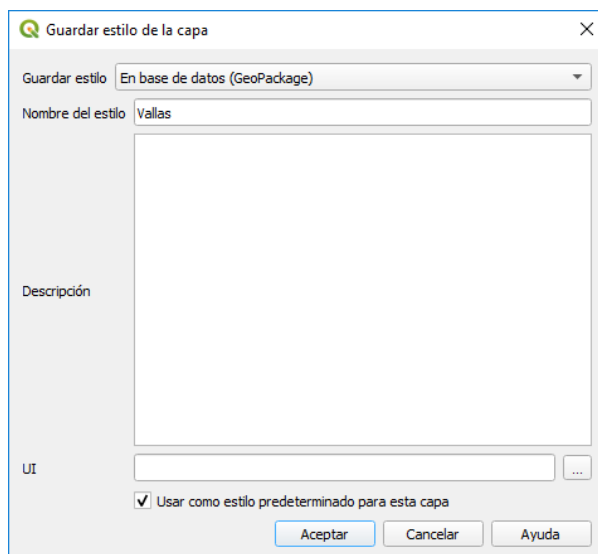 Guardar estilo de la capa
Guardar estilo En base de datos (GeoPackage)
Nombre del estilo Vallas
Descripción
UI ...
Usar como estilo predeterminado para esta capa
Aceptar Cancelar Ayuda